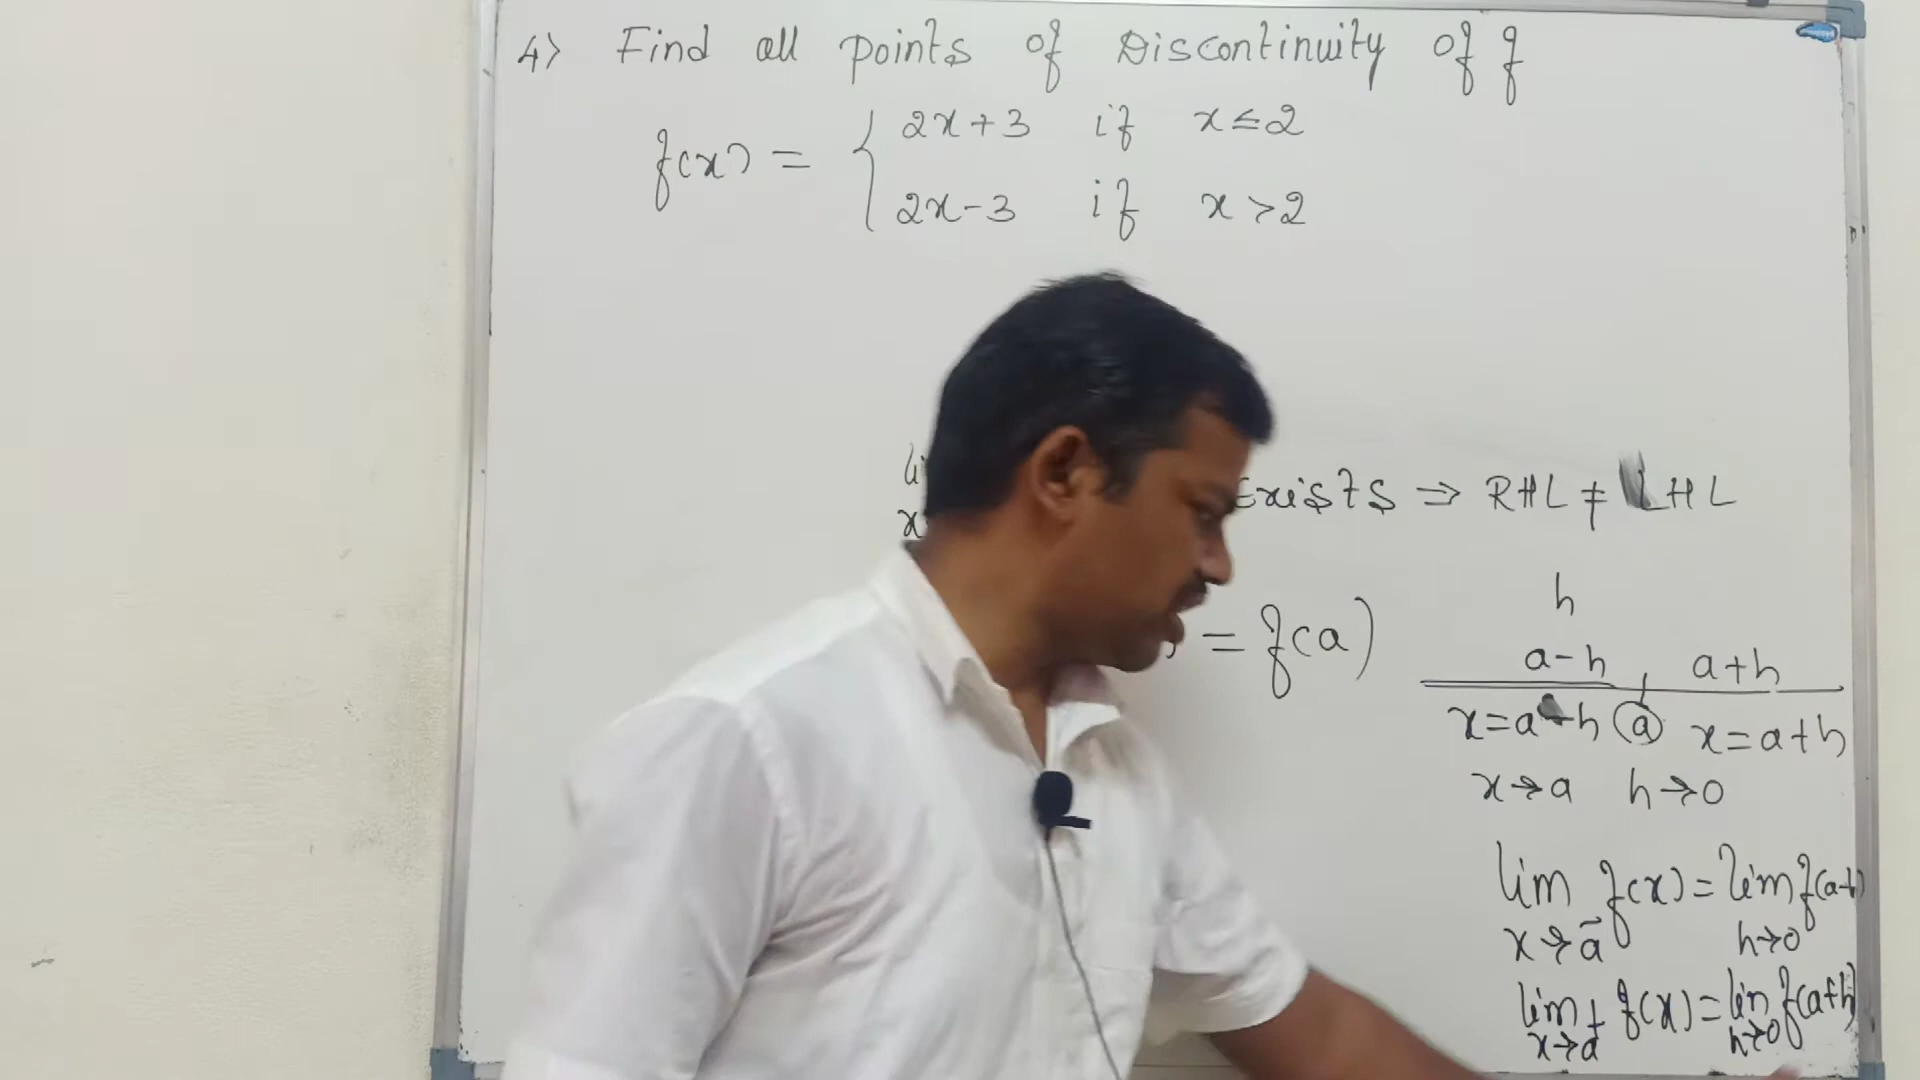 4) Find all points of Discontinuity of f
f(x) = { 2x+3 if x≤2
2x-3 if x>2
Exists ⇒ RHL ≠ LHL
x
= f(a)
h
a-h a+h
x=a-h a x=a+h
x→a h→0
lim f(x) = lim f(a-h)
x→a⁻ h→0
lim f(x) = lim f(a+h)
x→a⁺ h→0